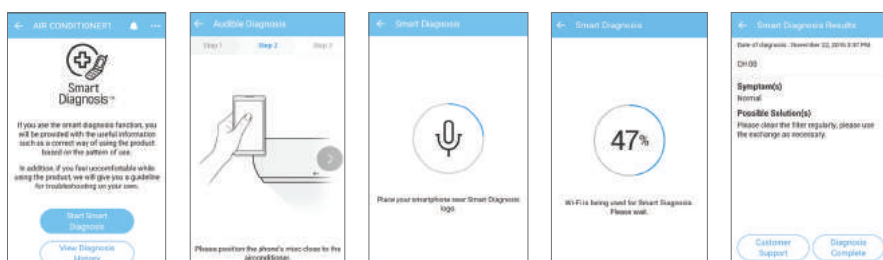 AIR CONDITIONER1
Smart
Diagnosis™
If you use the smart diagnosis function, you
will be provided with the useful information
such as a correct way of using the product
based on the pattern of use.
In addition, if you feel uncomfortable while
using the product, we will give you a guideline
for troubleshooting on your own.
Start Smart
Diagnosis
View Diagnosis
History
Audible Diagnosis
Step 1 Step 2 Step 3
Please position the phone's misc close to the
airconditioner.
Smart Diagnosis
Place your smartphone near Smart Diagnosis
logo.
Smart Diagnosis
47%
Wi-Fi is being used for Smart Diagnosis.
Please wait.
Smart Diagnosis Results
Date of diagnosis : November 22, 2016 3:07 PM
CH 00
Symptom(s)
Normal
Possible Solution(s)
Please clean the filter regularly, please use
the exchange as necessary.
Customer
Support
Diagnosis
Complete